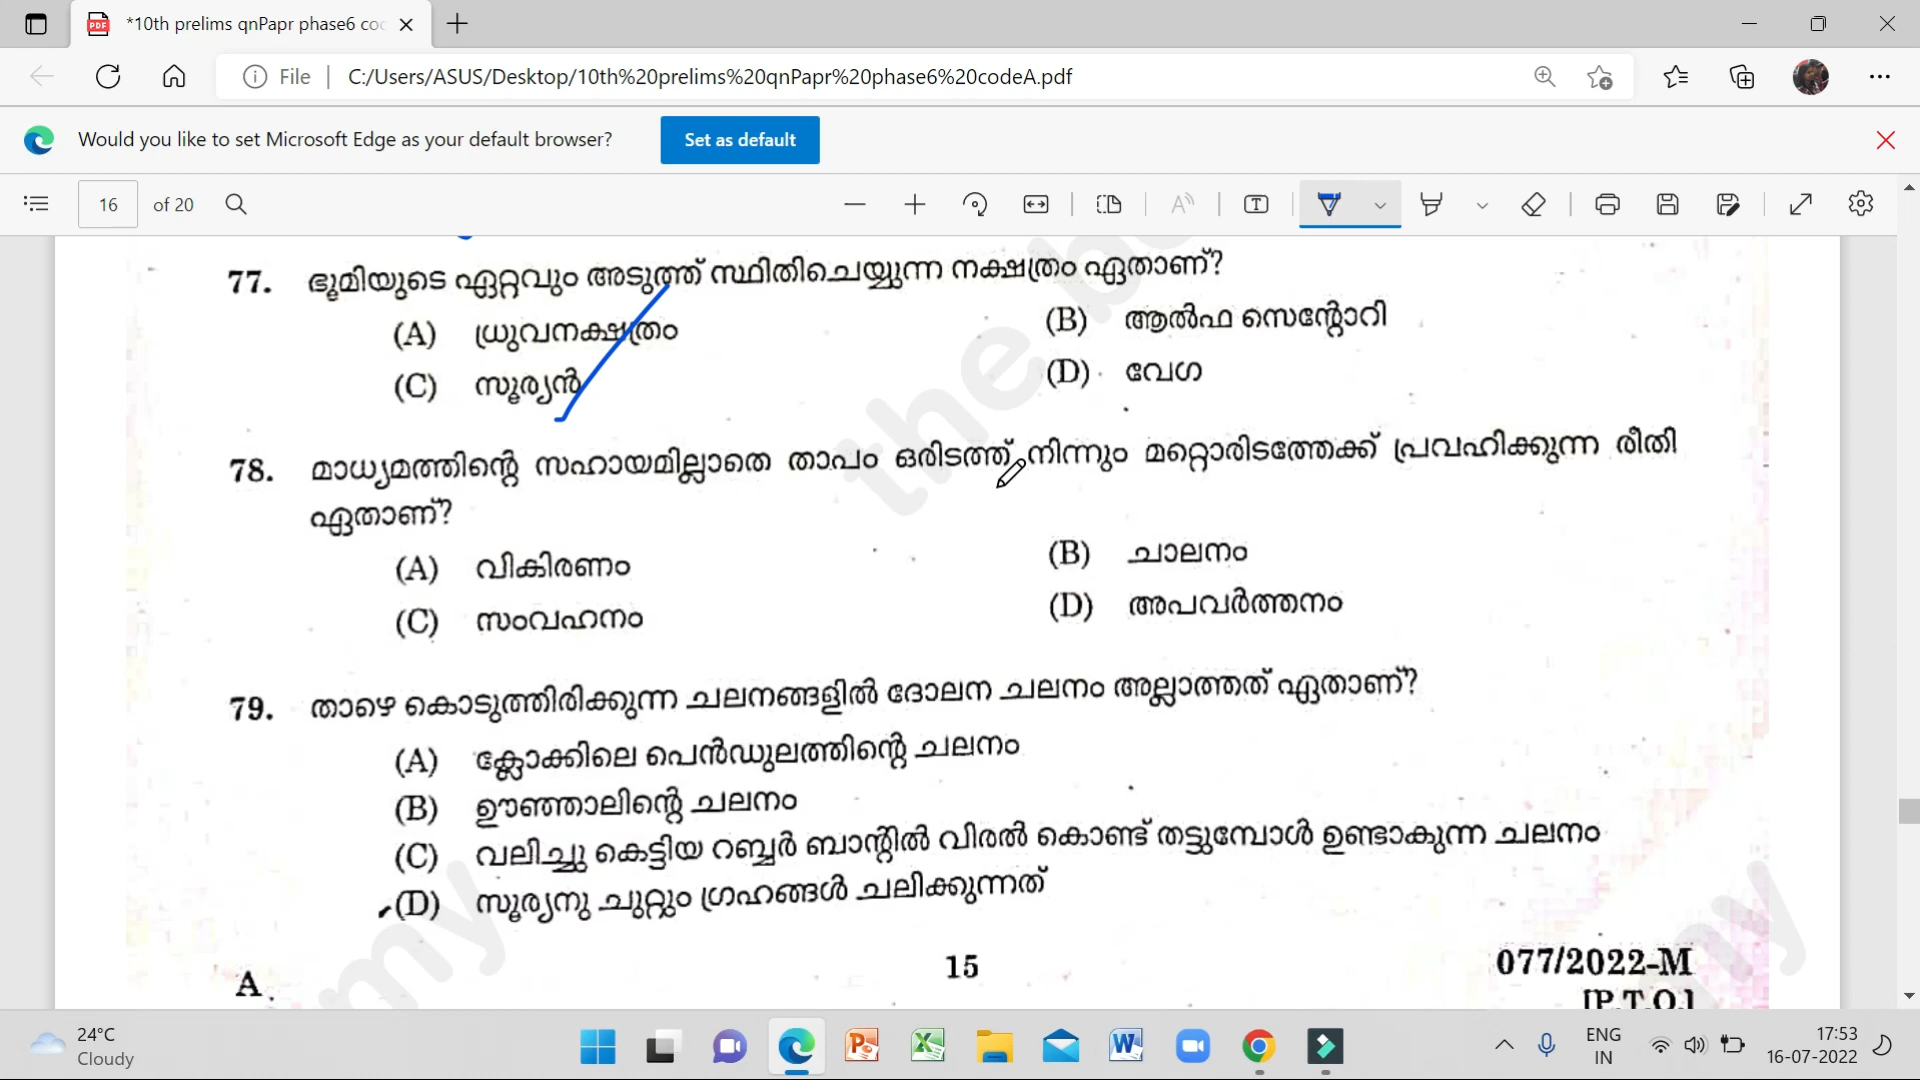 *10th prelims qnPapr phase6 coc
File
C:/Users/ASUS/Desktop/10th%20prelims%20qnPapr%20phase6%20codeA.pdf
Would you like to set Microsoft Edge as your default browser?
Set as default
16 of 20
77. ഭൂമിയുടെ ഏറ്റവും അടുത്ത് സ്ഥിതിചെയ്യുന്ന നക്ഷത്രം ഏതാണ്?
(A) ധ്രുവനക്ഷത്രം
(B) ആൽഫ സെന്റോറി
(C) സൂര്യൻ
(D) വേഗ
78. മാധ്യമത്തിന്റെ സഹായമില്ലാതെ താപം ഒരിടത്ത് നിന്നും മറ്റൊരിടത്തേക്ക് പ്രവഹിക്കുന്ന രീതി
ഏതാണ്?
(A) വികിരണം
(B) ചാലനം
(C) സംവഹനം
(D) അപവർത്തനം
79. താഴെ കൊടുത്തിരിക്കുന്ന ചലനങ്ങളിൽ ദോലന ചലനം അല്ലാത്തത് ഏതാണ്?
(A) ക്ലോക്കിലെ പെൻഡുലത്തിന്റെ ചലനം
(B) ഊഞ്ഞാലിന്റെ ചലനം
(C) വലിച്ചു കെട്ടിയ റബ്ബർ ബാന്റിൽ വിരൽ കൊണ്ട് തട്ടുമ്പോൾ ഉണ്ടാകുന്ന ചലനം
(D) സൂര്യനു ചുറ്റും ഗ്രഹങ്ങൾ ചലിക്കുന്നത്
A
15
077/2022-M
[P.T.O.]
24°C
Cloudy
ENG
IN
17:53
16-07-2022